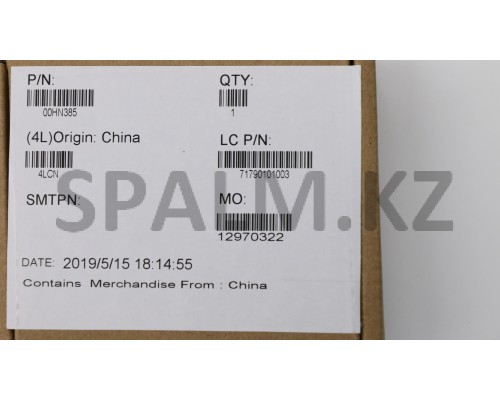 P/N:
QTY:
00HN385
1
(4L)Origin: China
LC P/N:
4LCN
71790101003
SMTPN:
MO:
SPALM.KZ
12970322
DATE: 2019/5/15 18:14:55
Contains Merchandise From : China